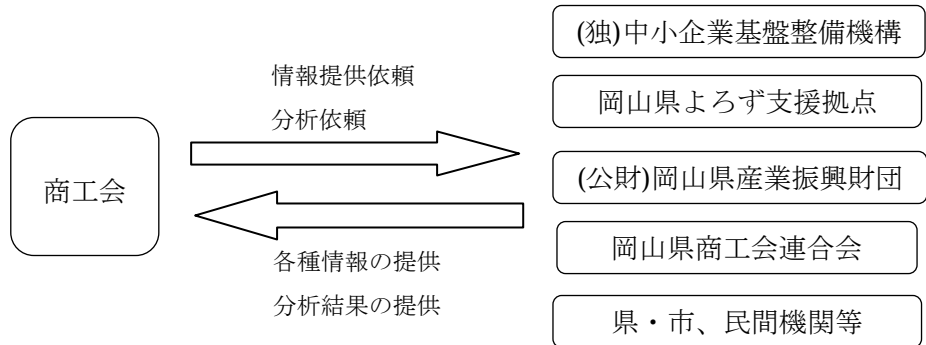 商工会
情報提供依頼
分析依頼
各種情報の提供
分析結果の提供
(独)中小企業基盤整備機構
岡山県よろず支援拠点
(公財)岡山県産業振興財団
岡山県商工会連合会
県・市、民間機関等